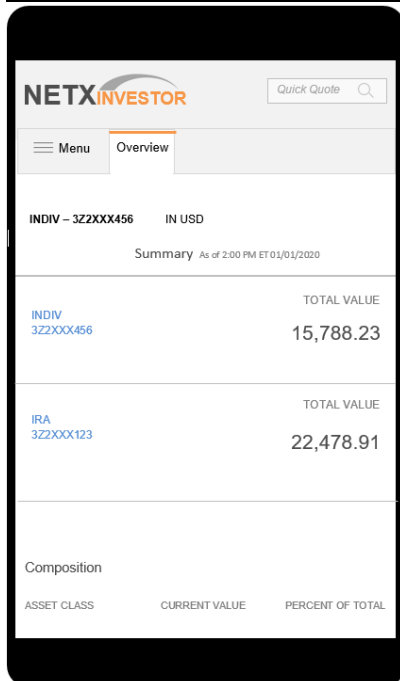 NETXINVESTOR
Quick Quote
Menu
Overview
INDIV – 3Z2XXX456 IN USD
Summary As of 2:00 PM ET 01/01/2020
TOTAL VALUE
INDIV
3Z2XXX456
15,788.23
TOTAL VALUE
IRA
3Z2XXX123
22,478.91
Composition
ASSET CLASS CURRENT VALUE PERCENT OF TOTAL